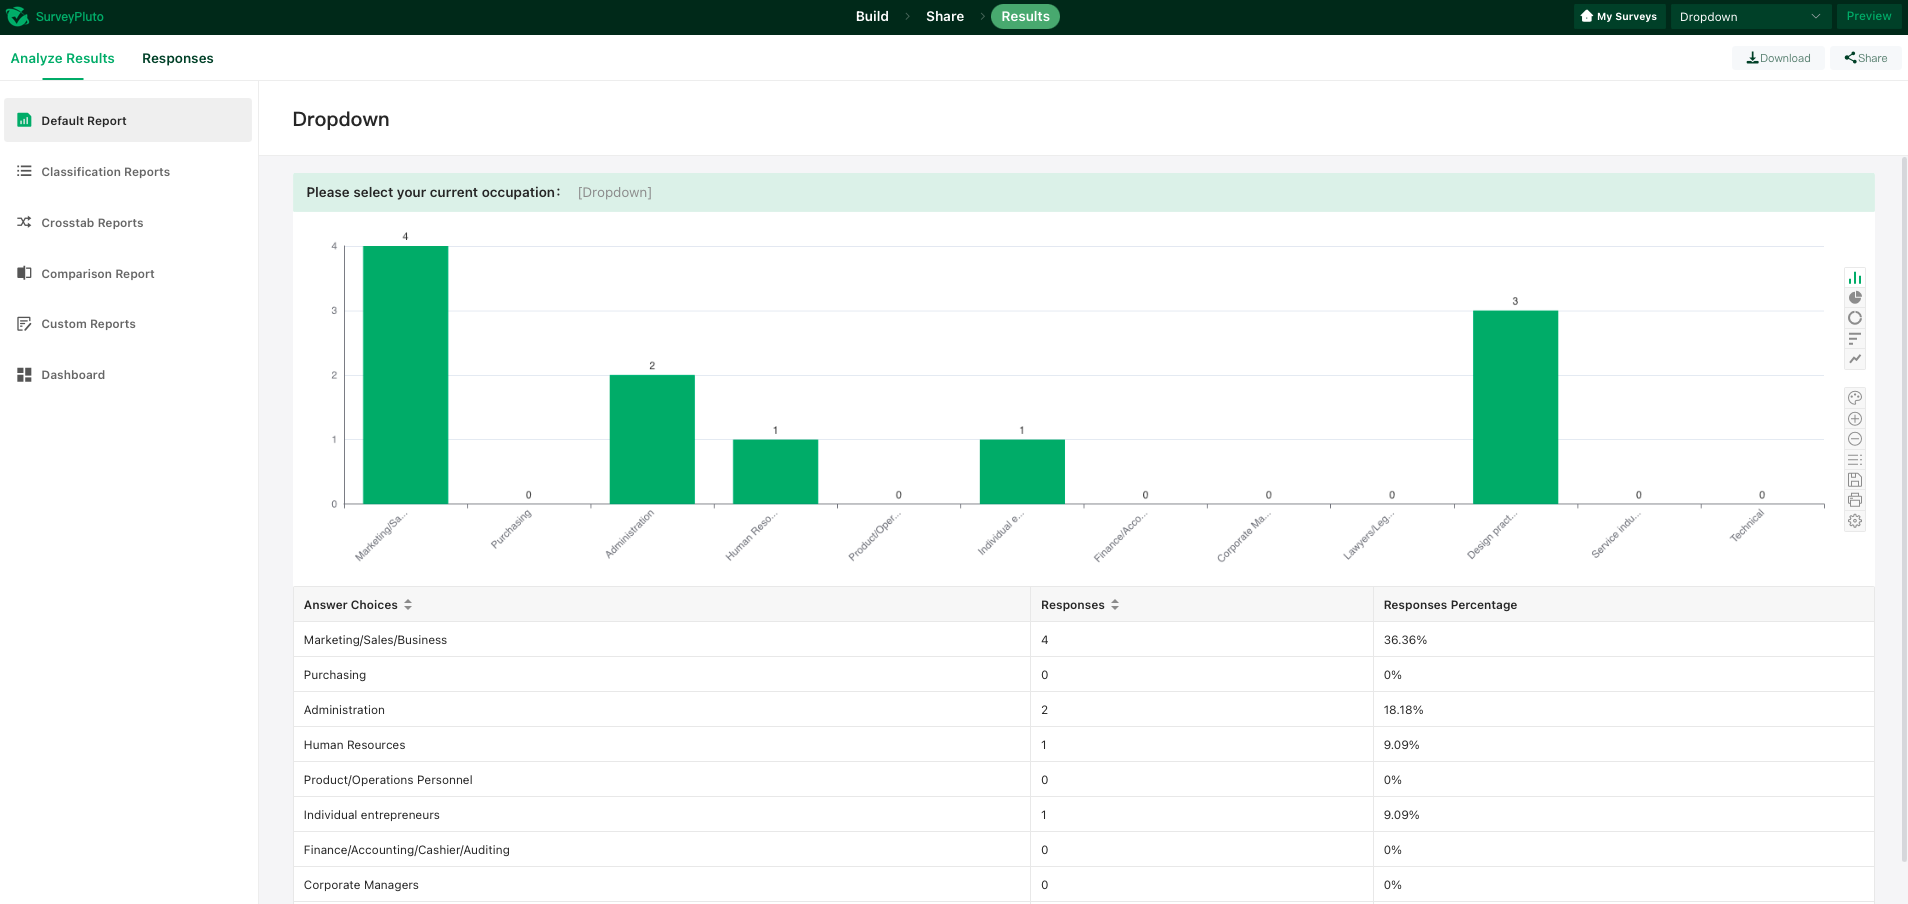 SurveyPluto
Build
Share
Results
My Surveys
Dropdown
Preview
Analyze Results
Responses
Download
Share
Default Report
Classification Reports
Crosstab Reports
Comparison Report
Custom Reports
Dashboard
Dropdown
Please select your current occupation: [Dropdown]
4
3
2
1
0
4
0
2
1
0
1
0
0
0
3
0
0
Marketing/Sa...
Purchasing
Administration
Human Reso...
Product/Oper...
Individual e...
Finance/Acco...
Corporate Ma...
Lawyers/Leg...
Design pract...
Service indu...
Technical
Answer Choices Responses Responses Percentage
Marketing/Sales/Business 4 36.36%
Purchasing 0 0%
Administration 2 18.18%
Human Resources 1 9.09%
Product/Operations Personnel 0 0%
Individual entrepreneurs 1 9.09%
Finance/Accounting/Cashier/Auditing 0 0%
Corporate Managers 0 0%